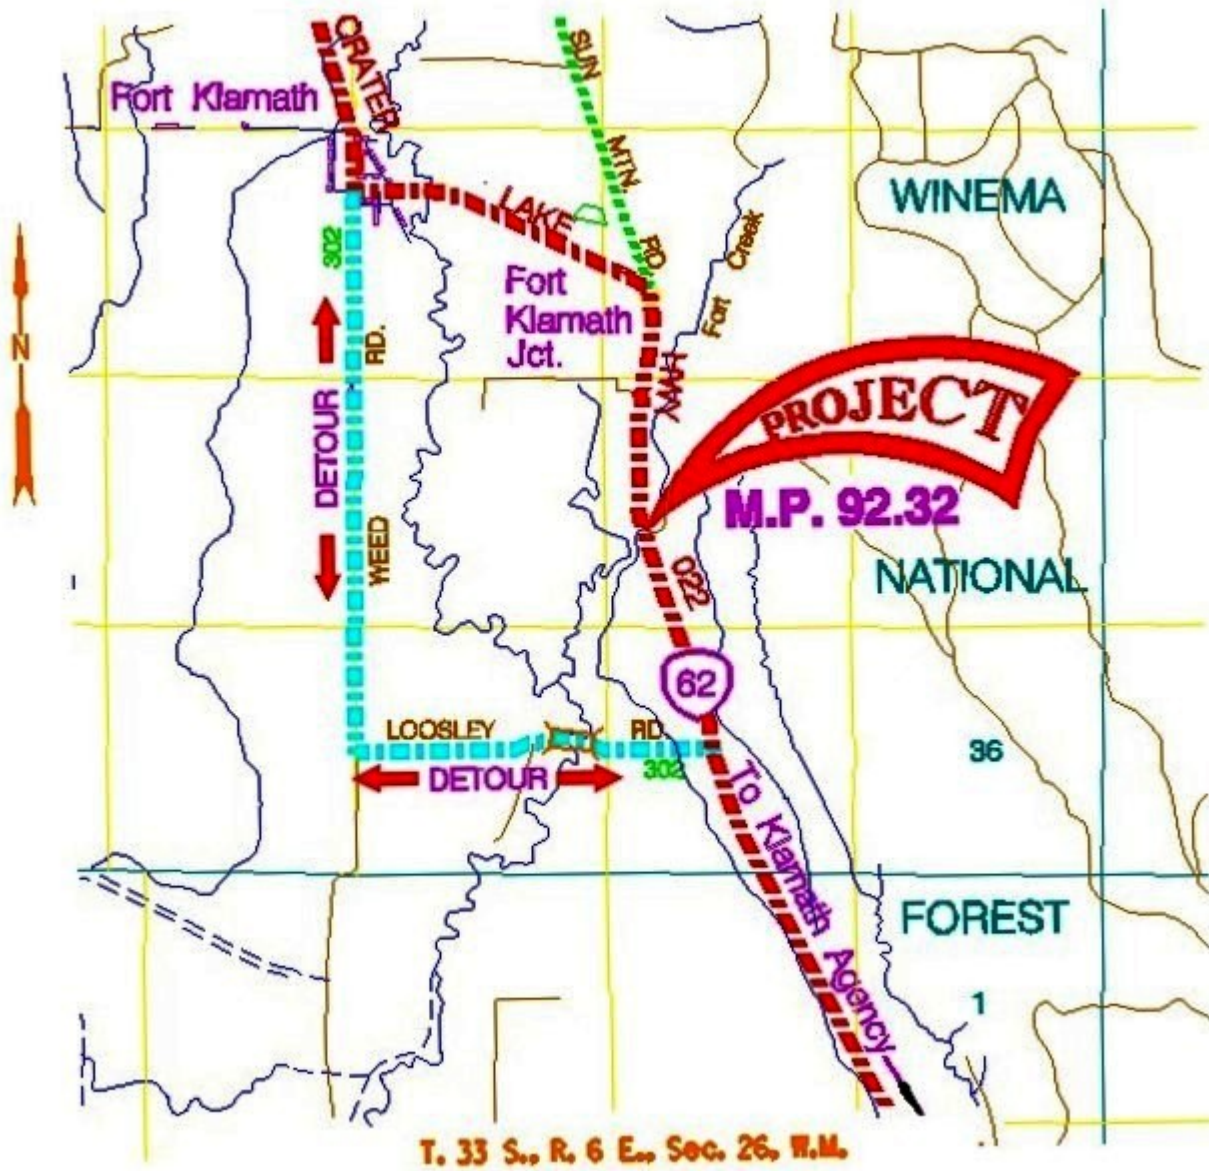 CRATER
SUN
MTN.
RD
Fort Klamath
LAKE
WINEMA
302
Fort
Klamath
Jct.
Fort Creek
HWY
RD.
DETOUR
WEED
N
PROJECT
M.P. 92.32
022
NATIONAL
62
LOOSLEY RD
302
DETOUR
36
To Klamath Agency
FOREST
1
T. 33 S., R. 6 E., Sec. 26, W.M.